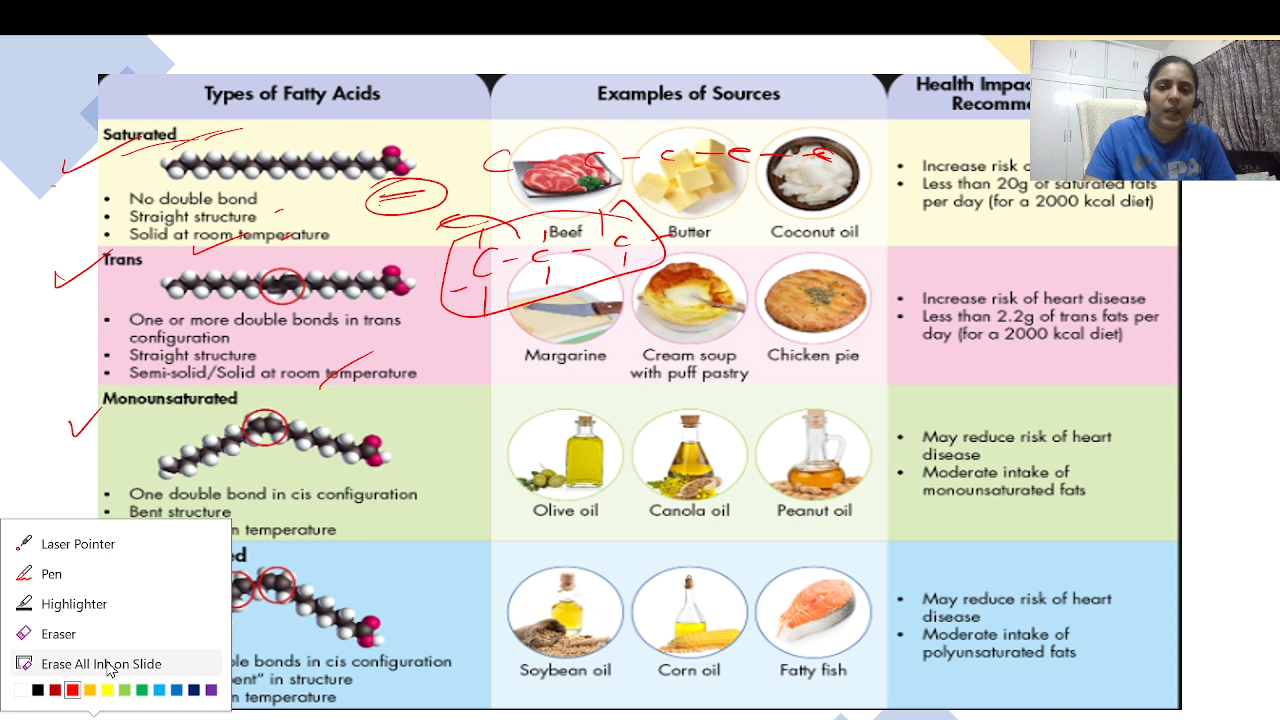 Types of Fatty Acids
Examples of Sources
Health Impac
Recomme
Saturated
No double bond
Straight structure
Solid at room temperature
C - C - C - C - C
Beef
Butter
Coconut oil
Increase risk
Less than 20g of saturated fats
per day (for a 2000 kcal diet)
Trans
One or more double bonds in trans
configuration
Straight structure
Semi-solid/Solid at room temperature
- C - C - C -
Margarine
Cream soup
with puff pastry
Chicken pie
Increase risk of heart disease
Less than 2.2g of trans fats per
day (for a 2000 kcal diet)
Monounsaturated
One double bond in cis configuration
Bent structure
m temperature
Olive oil
Canola oil
Peanut oil
May reduce risk of heart
disease
Moderate intake of
monounsaturated fats
ed
ble bonds in cis configuration
ent” in structure
m temperature
Soybean oil
Corn oil
Fatty fish
May reduce risk of heart
disease
Moderate intake of
polyunsaturated fats
Laser Pointer
Pen
Highlighter
Eraser
Erase All Ink on Slide